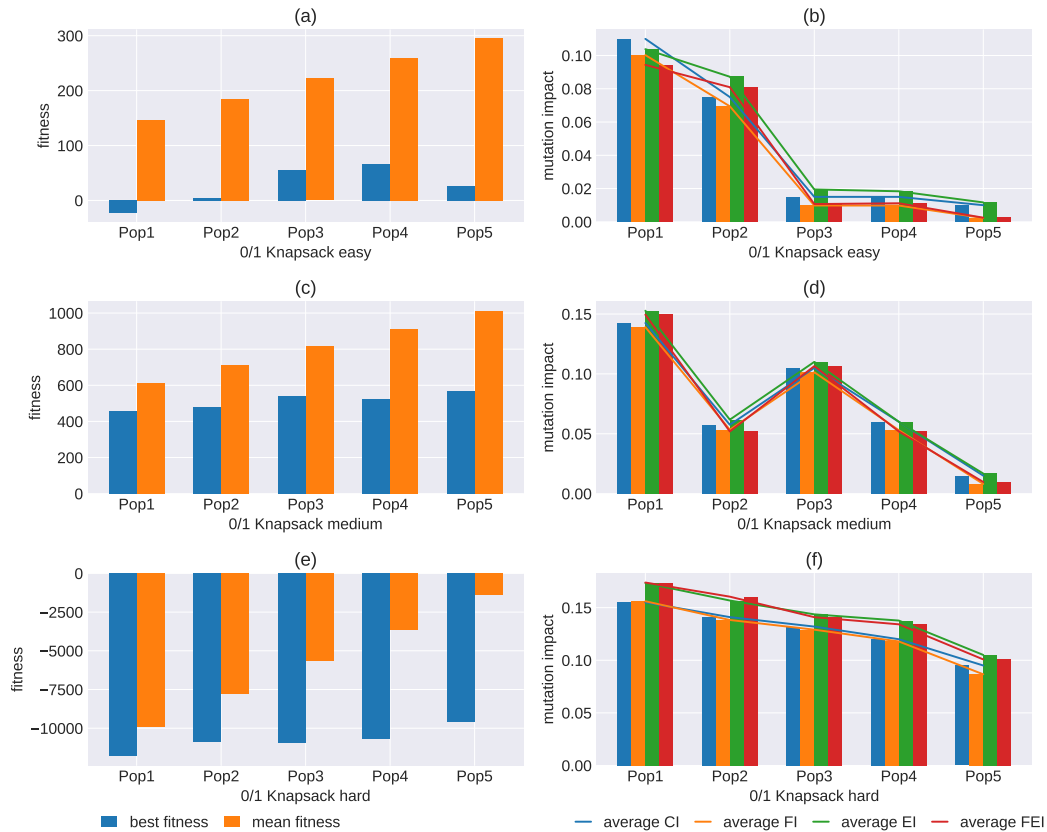 (a)
fitness
300
200
100
0
Pop1 Pop2 Pop3 Pop4 Pop5
0/1 Knapsack easy
(b)
mutation impact
0.10
0.08
0.06
0.04
0.02
0.00
Pop1 Pop2 Pop3 Pop4 Pop5
0/1 Knapsack easy
(c)
fitness
1000
800
600
400
200
0
Pop1 Pop2 Pop3 Pop4 Pop5
0/1 Knapsack medium
(d)
mutation impact
0.15
0.10
0.05
0.00
Pop1 Pop2 Pop3 Pop4 Pop5
0/1 Knapsack medium
(e)
fitness
0
−2500
−5000
−7500
−10000
Pop1 Pop2 Pop3 Pop4 Pop5
0/1 Knapsack hard
(f)
mutation impact
0.15
0.10
0.05
0.00
Pop1 Pop2 Pop3 Pop4 Pop5
0/1 Knapsack hard
best fitness mean fitness
average CI average FI average EI average FEI